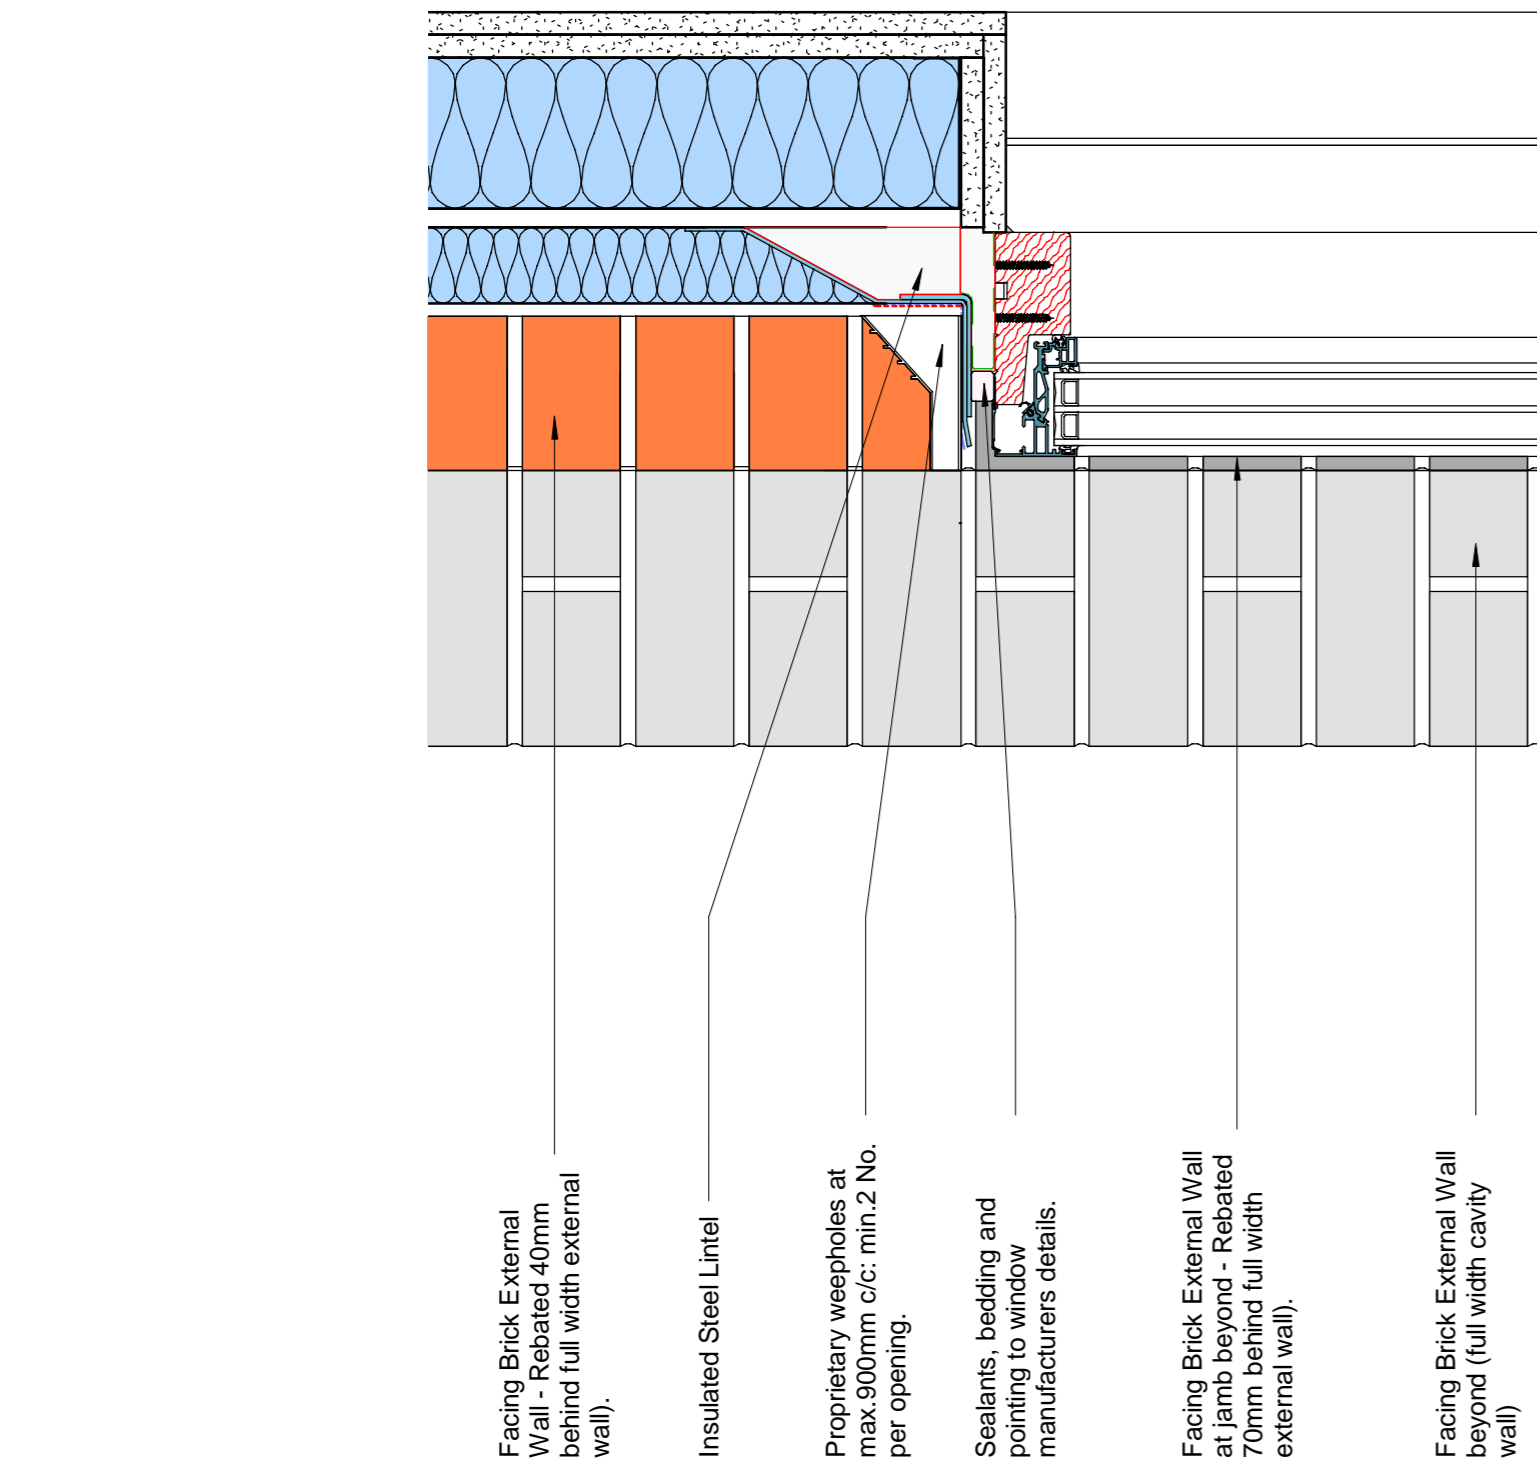 Facing Brick External
Wall - Rebated 40mm
behind full width external
wall).
Insulated Steel Lintel
Proprietary weepholes at
max.900mm c/c: min.2 No.
per opening.
Sealants, bedding and
pointing to window
manufacturers details.
Facing Brick External Wall
at jamb beyond - Rebated
70mm behind full width
external wall).
Facing Brick External Wall
beyond (full width cavity
wall)